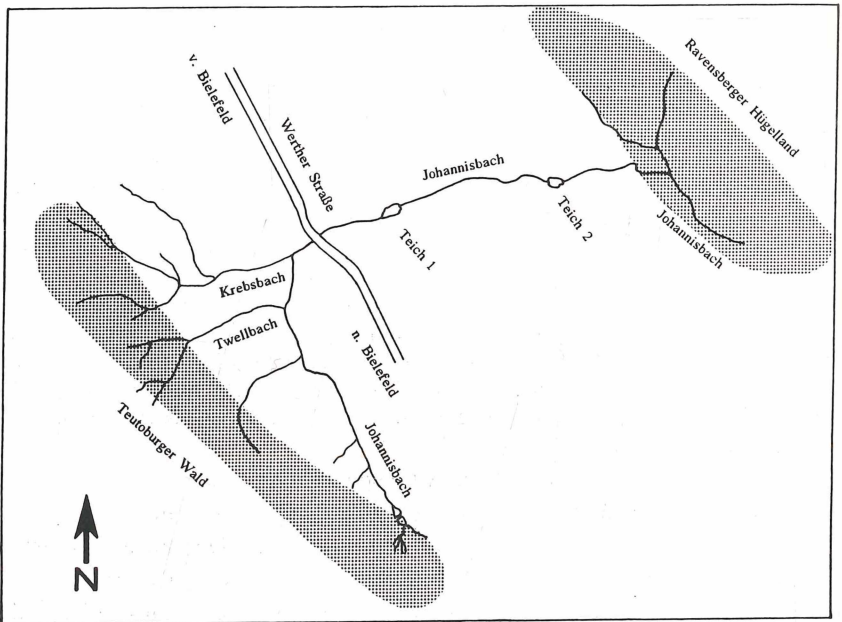 v. Bielefeld
Werther Straße
Ravensberger Hügelland
Johannisbach
Teich 1
Teich 2
Johannisbach
Krebsbach
Twellbach
n. Bielefeld
Teutoburger Wald
Johannisbach
N